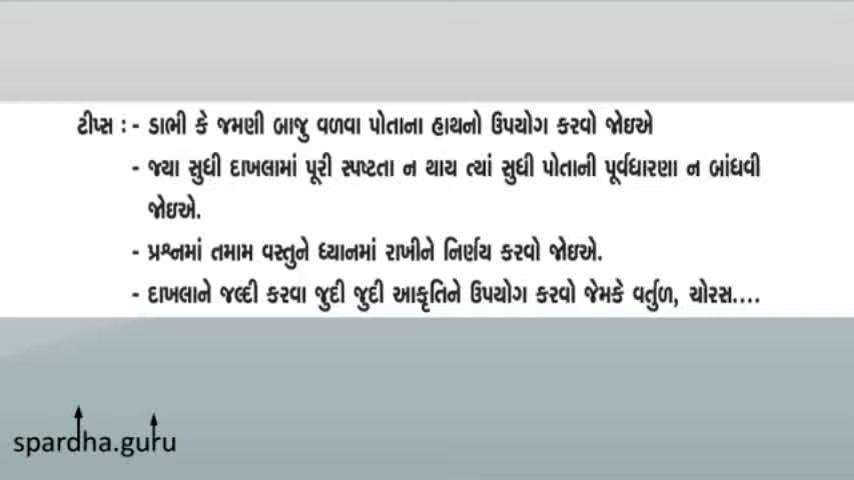 ટીપ્સ : - ડાભી કે જમણી બાજુ વળવા પોતાના હાથનો ઉપયોગ કરવો જોઇએ
- જ્યા સુધી દાખલામાં પૂરી સ્પષ્ટતા ન થાય ત્યાં સુધી પોતાની પૂર્વધારણા ન બાંધવી
જોઇએ.
- પ્રશ્નમાં તમામ વસ્તુને ધ્યાનમાં રાખીને નિર્ણય કરવો જોઇએ.
- દાખલાને જલ્દી કરવા જુદી જુદી આકૃતિને ઉપયોગ કરવો જેમકે વર્તુળ, ચોરસ....
spardha.guru